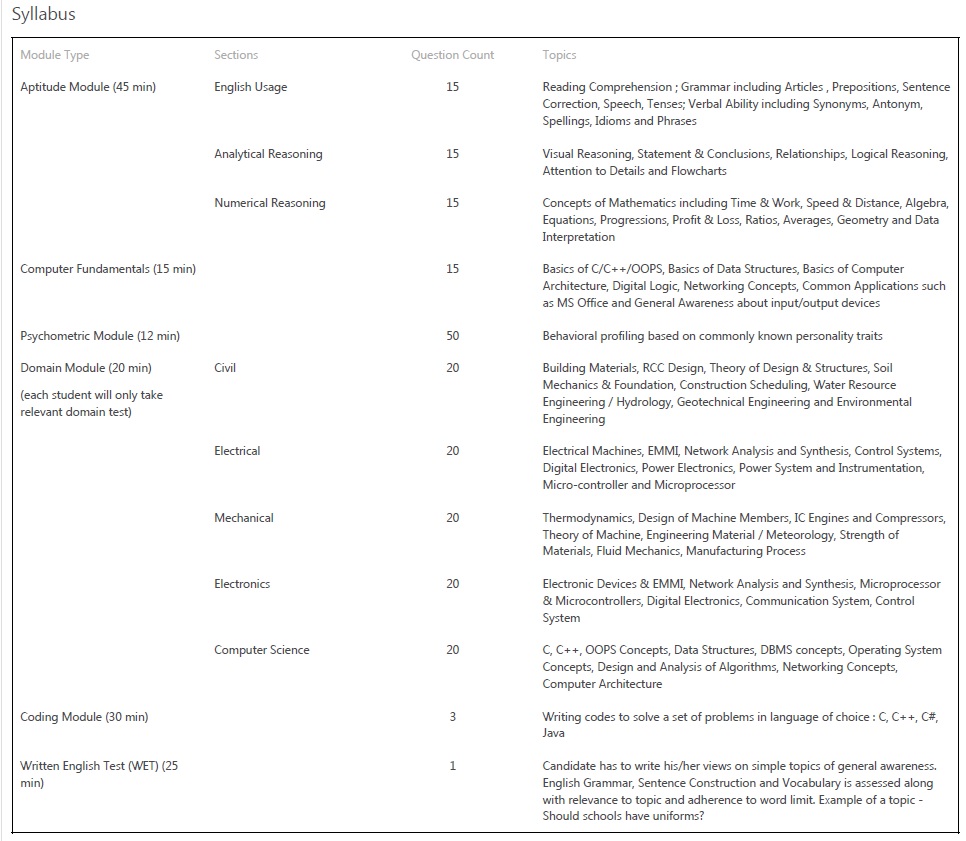 Syllabus
Module Type Sections Question Count Topics
Aptitude Module (45 min) English Usage 15 Reading Comprehension ; Grammar including Articles , Prepositions, Sentence
Correction, Speech, Tenses; Verbal Ability including Synonyms, Antonym,
Spellings, Idioms and Phrases
Analytical Reasoning 15 Visual Reasoning, Statement & Conclusions, Relationships, Logical Reasoning,
Attention to Details and Flowcharts
Numerical Reasoning 15 Concepts of Mathematics including Time & Work, Speed & Distance, Algebra,
Equations, Progressions, Profit & Loss, Ratios, Averages, Geometry and Data
Interpretation
Computer Fundamentals (15 min) 15 Basics of C/C++/OOPS, Basics of Data Structures, Basics of Computer
Architecture, Digital Logic, Networking Concepts, Common Applications such
as MS Office and General Awareness about input/output devices
Psychometric Module (12 min) 50 Behavioral profiling based on commonly known personality traits
Domain Module (20 min) Civil 20 Building Materials, RCC Design, Theory of Design & Structures, Soil
(each student will only take Mechanics & Foundation, Construction Scheduling, Water Resource
relevant domain test) Engineering / Hydrology, Geotechnical Engineering and Environmental
Engineering
Electrical 20 Electrical Machines, EMMI, Network Analysis and Synthesis, Control Systems,
Digital Electronics, Power Electronics, Power System and Instrumentation,
Micro-controller and Microprocessor
Mechanical 20 Thermodynamics, Design of Machine Members, IC Engines and Compressors,
Theory of Machine, Engineering Material / Meteorology, Strength of
Materials, Fluid Mechanics, Manufacturing Process
Electronics 20 Electronic Devices & EMMI, Network Analysis and Synthesis, Microprocessor
& Microcontrollers, Digital Electronics, Communication System, Control
System
Computer Science 20 C, C++, OOPS Concepts, Data Structures, DBMS concepts, Operating System
Concepts, Design and Analysis of Algorithms, Networking Concepts,
Computer Architecture
Coding Module (30 min) 3 Writing codes to solve a set of problems in language of choice : C, C++, C#,
Java
Written English Test (WET) (25 1 Candidate has to write his/her views on simple topics of general awareness.
min) English Grammar, Sentence Construction and Vocabulary is assessed along
with relevance to topic and adherence to word limit. Example of a topic -
Should schools have uniforms?